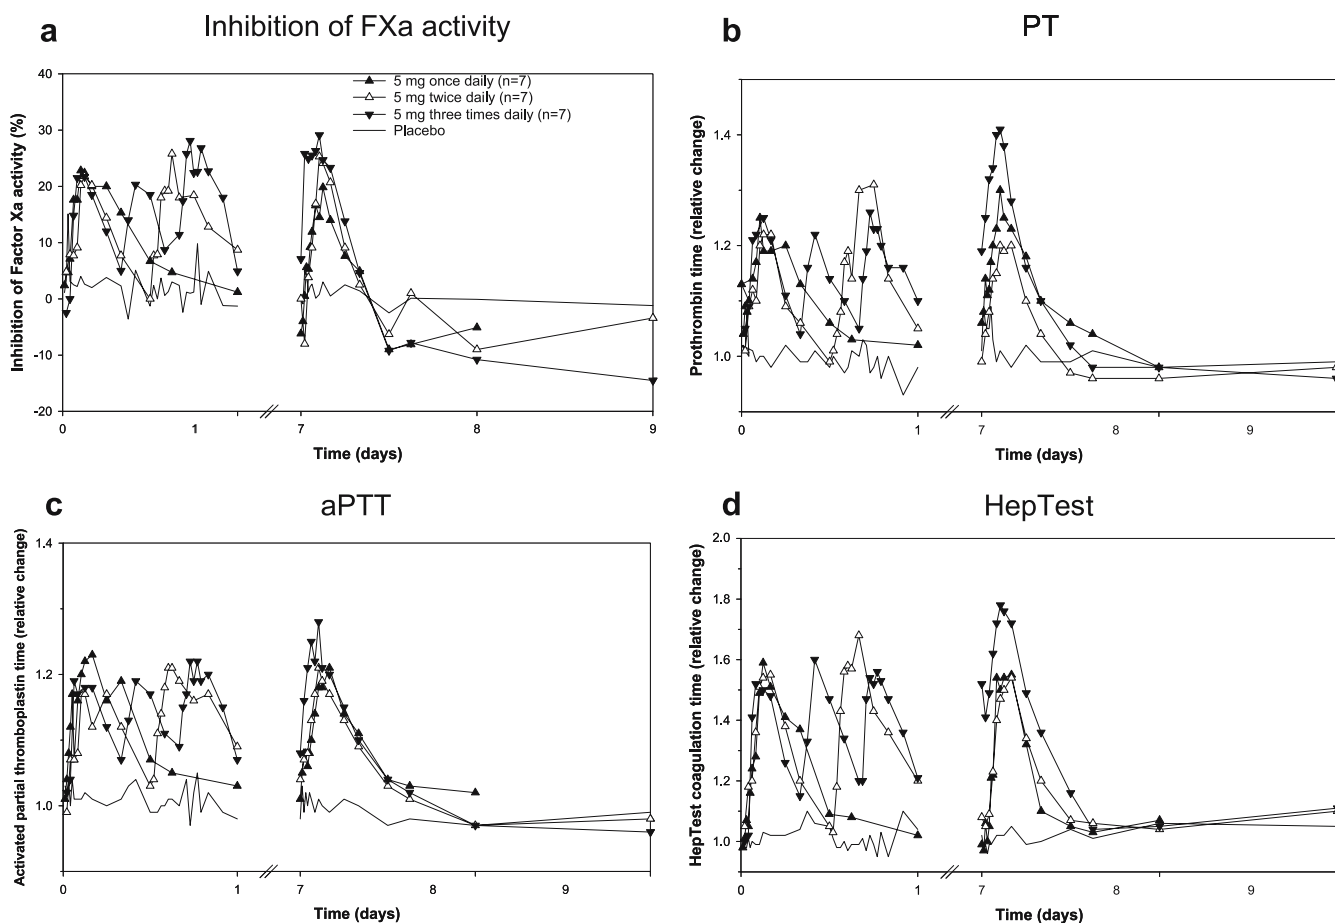 a Inhibition of FXa activity
40
30
20
10
0
-10
-20
Inhibition of Factor Xa activity (%)
5 mg once daily (n=7)
5 mg twice daily (n=7)
5 mg three times daily (n=7)
Placebo
0 1 7 8 9
Time (days)
b PT
1.4
1.2
1.0
Prothrombin time (relative change)
0 1 7 8 9
Time (days)
c aPTT
1.4
1.2
1.0
Activated partial thromboplastin time (relative change)
0 1 7 8 9
Time (days)
d HepTest
2.0
1.8
1.6
1.4
1.2
1.0
HepTest coagulation time (relative change)
0 1 7 8 9
Time (days)